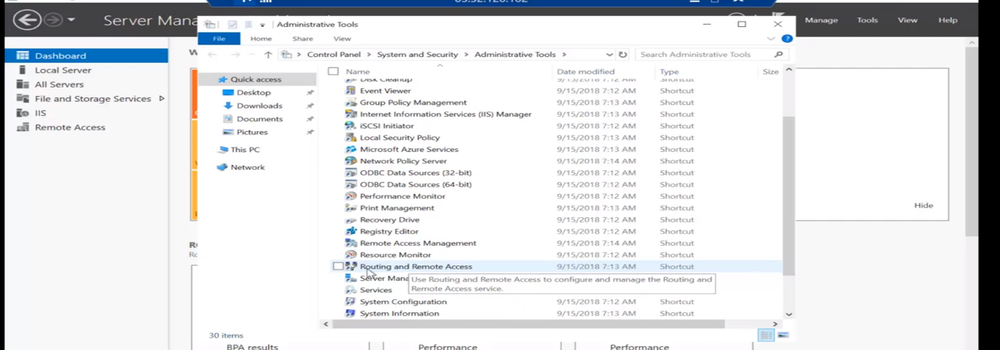 Server Mana
Manage
Tools
View
Help
Administrative Tools
File
Home
Share
View
Control Panel > System and Security > Administrative Tools >
Search Administrative Tools
Dashboard
Local Server
All Servers
File and Storage Services
IIS
Remote Access
Quick access
Desktop
Downloads
Documents
Pictures
This PC
Network
Name Date modified Type Size
Disk Cleanup 9/15/2018 7:12 AM Shortcut
Event Viewer 9/15/2018 7:12 AM Shortcut
Group Policy Management 9/15/2018 7:13 AM Shortcut
Internet Information Services (IIS) Manager 9/15/2018 7:13 AM Shortcut
iSCSI Initiator 9/15/2018 7:12 AM Shortcut
Local Security Policy 9/15/2018 7:13 AM Shortcut
Microsoft Azure Services 9/15/2018 7:13 AM Shortcut
Network Policy Server 9/15/2018 7:14 AM Shortcut
ODBC Data Sources (32-bit) 9/15/2018 7:12 AM Shortcut
ODBC Data Sources (64-bit) 9/15/2018 7:12 AM Shortcut
Performance Monitor 9/15/2018 7:12 AM Shortcut
Print Management 9/15/2018 7:13 AM Shortcut
Recovery Drive 9/15/2018 7:13 AM Shortcut
Registry Editor 9/15/2018 7:12 AM Shortcut
Remote Access Management 9/15/2018 7:14 AM Shortcut
Resource Monitor 9/15/2018 7:12 AM Shortcut
Routing and Remote Access 9/15/2018 7:13 AM Shortcut
Server Mana
Use Routing and Remote Access to configure and manage the Routing and
Remote Access service.
Services
System Configuration 9/15/2018 7:12 AM Shortcut
System Information 9/15/2018 7:13 AM Shortcut
30 items
Hide
BPA results
Performance
Performance